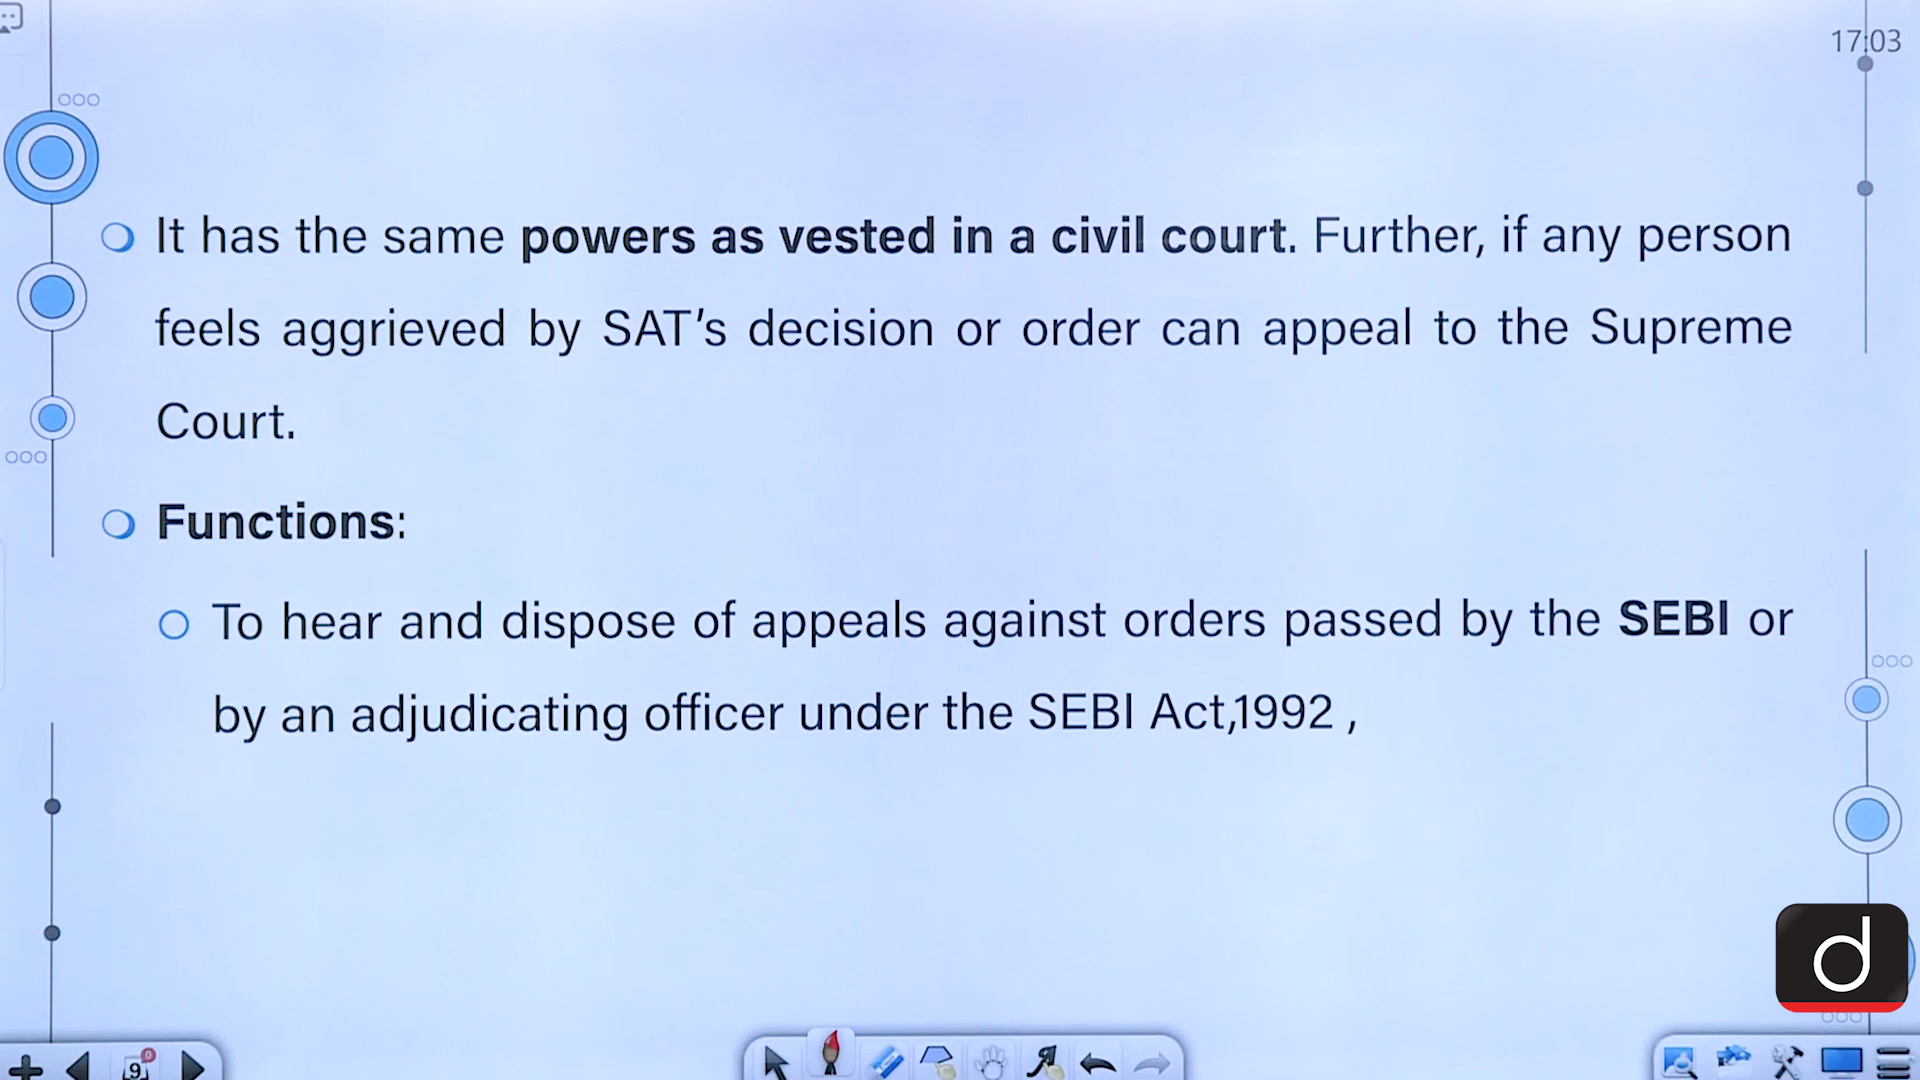 17:03
It has the same powers as vested in a civil court. Further, if any person
feels aggrieved by SAT's decision or order can appeal to the Supreme
Court.
Functions:
To hear and dispose of appeals against orders passed by the SEBI or
by an adjudicating officer under the SEBI Act,1992 ,
d
9
0